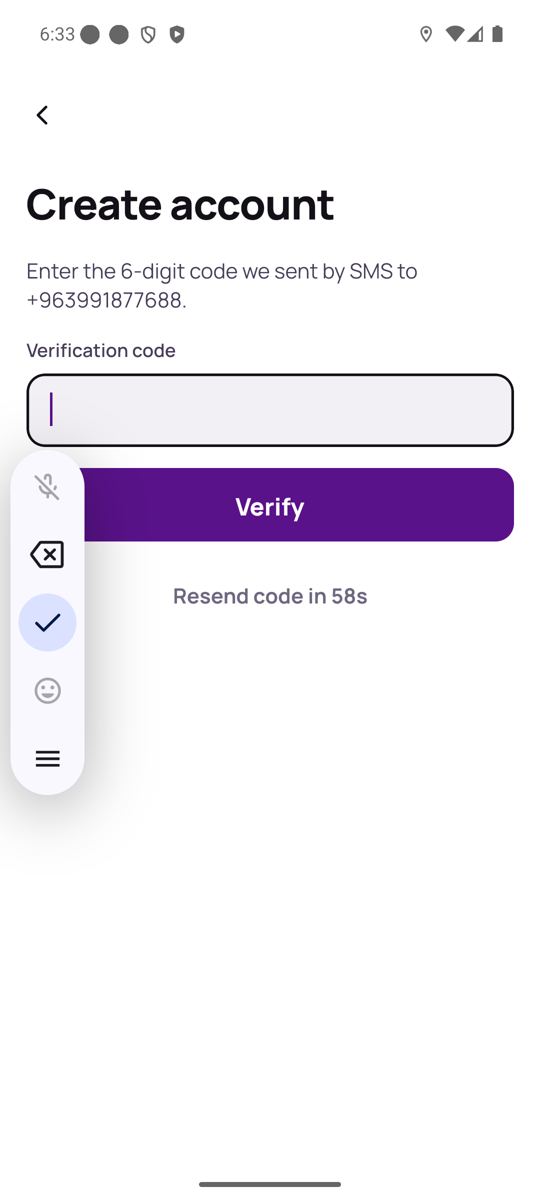 6:33
Create account
Enter the 6-digit code we sent by SMS to
+963991877688.
Verification code
Verify
Resend code in 58s